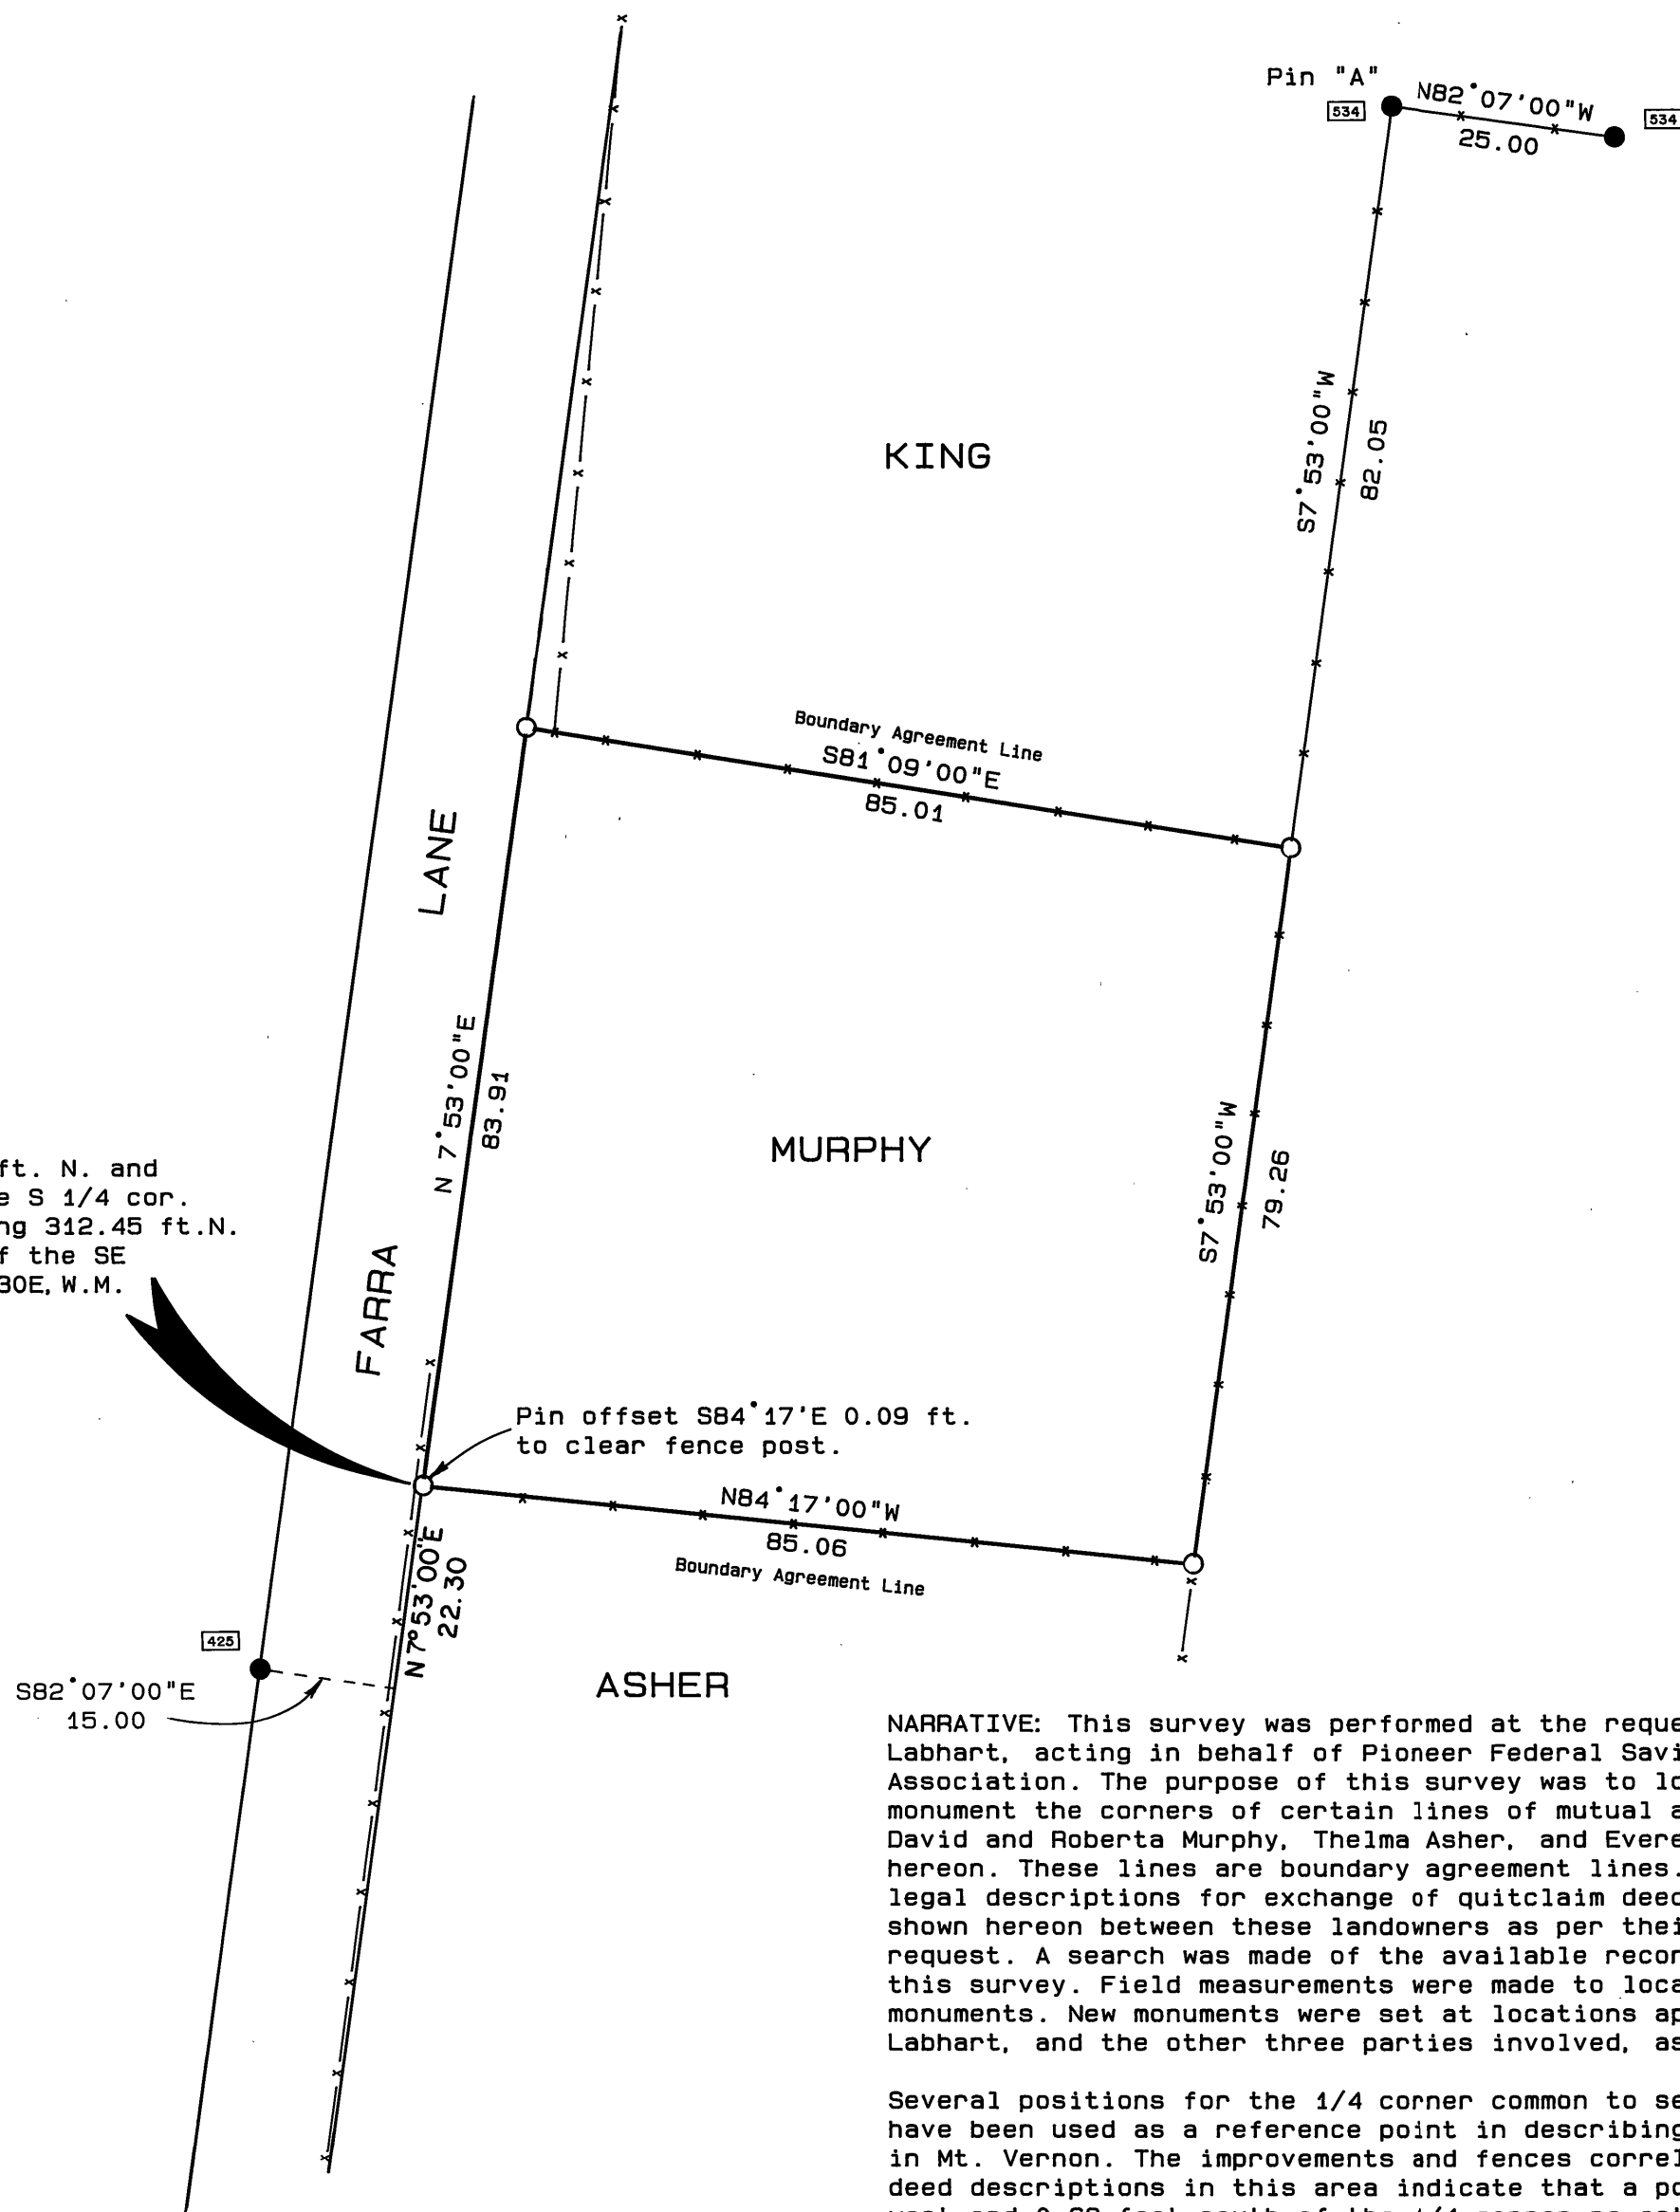 Pin "A"
534
N82°07'00"W
25.00
534
KING
S7°53'00"W
82.05
Boundary Agreement Line
S81°09'00"E
85.01
LANE
N 7°53'00"E
83.91
MURPHY
S7°53'00"W
79.26
ft. N. and
e S 1/4 cor.
ng 312.45 ft.N.
f the SE
30E, W.M.
FARRA
Pin offset S84°17'E 0.09 ft.
to clear fence post.
N84°17'00"W
85.06
Boundary Agreement Line
N7°53'00"E
22.30
425
S82°07'00"E
15.00
ASHER
NARRATIVE: This survey was performed at the reque
Labhart, acting in behalf of Pioneer Federal Savi
Association. The purpose of this survey was to lo
monument the corners of certain lines of mutual a
David and Roberta Murphy, Thelma Asher, and Evere
hereon. These lines are boundary agreement lines.
legal descriptions for exchange of quitclaim deed
shown hereon between these landowners as per thei
request. A search was made of the available recor
this survey. Field measurements were made to loca
monuments. New monuments were set at locations ap
Labhart, and the other three parties involved, as
Several positions for the 1/4 corner common to se
have been used as a reference point in describing
in Mt. Vernon. The improvements and fences correl
deed descriptions in this area indicate that a po